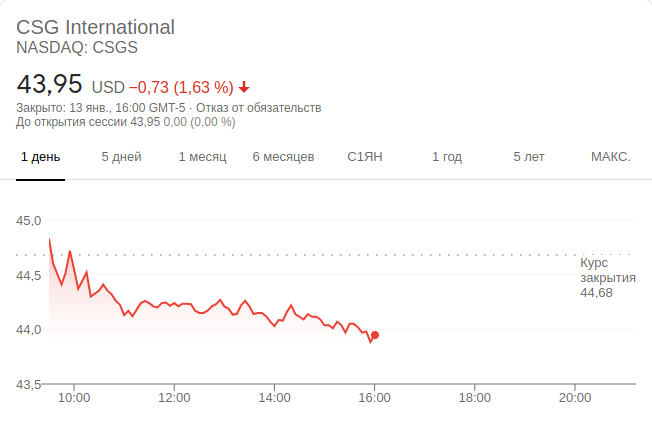 CSG International
NASDAQ: CSGS
43,95 USD −0,73 (1,63 %)
Закрыто: 13 янв., 16:00 GMT-5 · Отказ от обязательств
До открытия сессии 43,95 0,00 (0,00 %)
1 день 5 дней 1 месяц 6 месяцев С1ЯН 1 год 5 лет МАКС.
45,0
Курс
закрытия
44,68
44,5
44,0
43,5
10:00 12:00 14:00 16:00 18:00 20:00